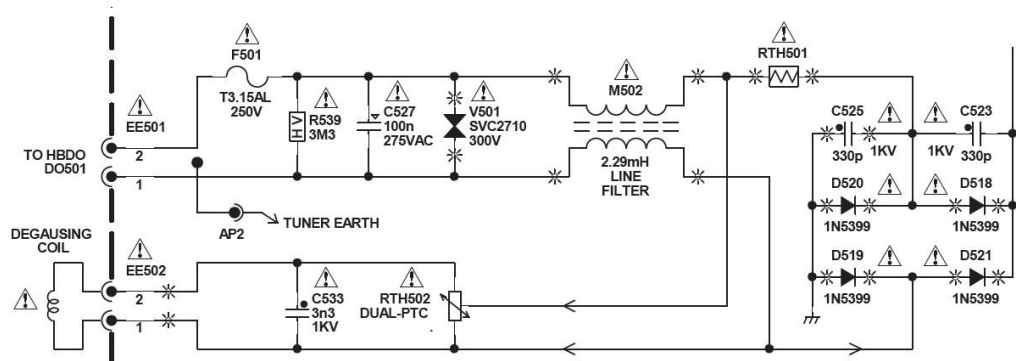 F501
T3.15AL
250V
EE501
TO HBDO
DO501
2
1
HV
R539
3M3
C527
100n
275VAC
V501
SVC2710
300V
M502
2.29mH
LINE
FILTER
RTH501
C525
330p
1KV
1KV
C523
330p
D520
1N5399
D518
1N5399
D519
1N5399
D521
1N5399
TUNER EARTH
AP2
DEGAUSING
COIL
EE502
2
1
C533
3n3
1KV
RTH502
DUAL-PTC